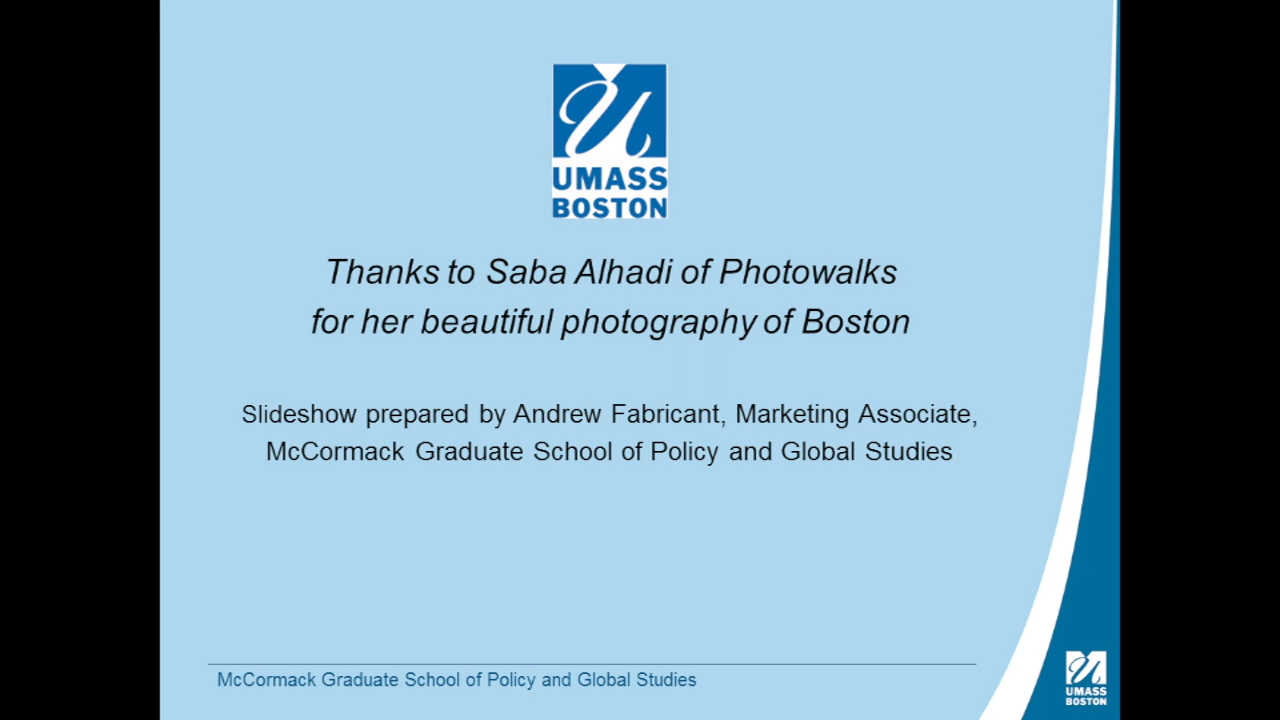 UMASS
BOSTON
Thanks to Saba Alhadi of Photowalks
for her beautiful photography of Boston
Slideshow prepared by Andrew Fabricant, Marketing Associate,
McCormack Graduate School of Policy and Global Studies
McCormack Graduate School of Policy and Global Studies
UMASS
BOSTON